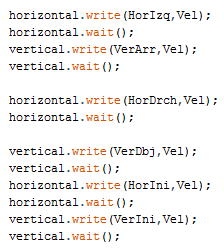 horizontal.write(HorIzq,Vel);
horizontal.wait();
vertical.write(VerArr,Vel);
vertical.wait();

horizontal.write(HorDrch,Vel);
horizontal.wait();

vertical.write(VerDbj,Vel);
vertical.wait();
horizontal.write(HorIni,Vel);
horizontal.wait();
vertical.write(VerIni,Vel);
vertical.wait();